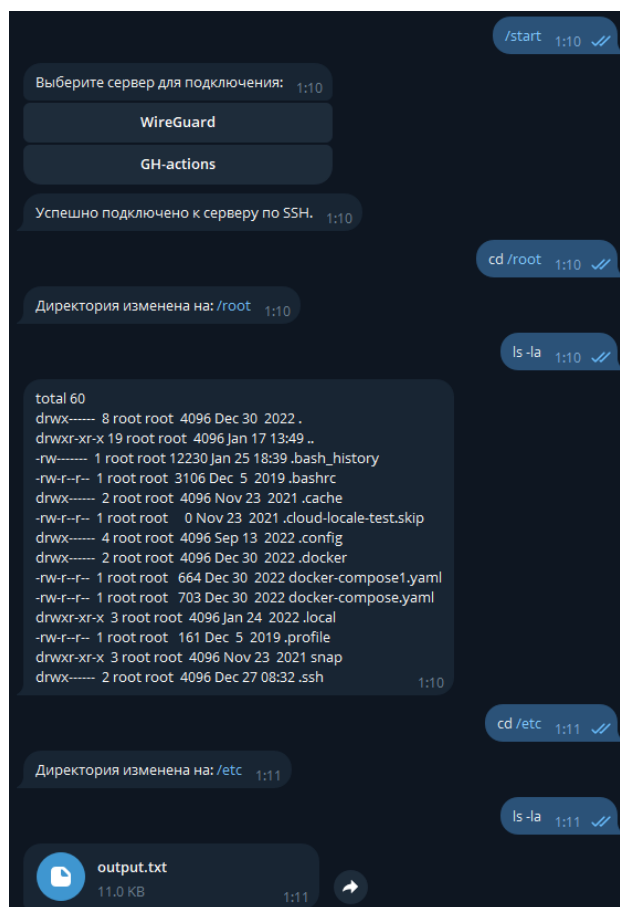 /start 1:10
Выберите сервер для подключения: 1:10
WireGuard
GH-actions
Успешно подключено к серверу по SSH. 1:10
cd /root 1:10
Директория изменена на: /root 1:10
ls -la 1:10
total 60
drwx------ 8 root root 4096 Dec 30 2022 .
drwxr-xr-x 19 root root 4096 Jan 17 13:49 ..
-rw------- 1 root root 12230 Jan 25 18:39 .bash_history
-rw-r--r-- 1 root root 3106 Dec 5 2019 .bashrc
drwx------ 2 root root 4096 Nov 23 2021 .cache
-rw-r--r-- 1 root root 0 Nov 23 2021 .cloud-locale-test.skip
drwx------ 4 root root 4096 Sep 13 2022 .config
drwx------ 2 root root 4096 Dec 30 2022 .docker
-rw-r--r-- 1 root root 664 Dec 30 2022 docker-compose1.yaml
-rw-r--r-- 1 root root 703 Dec 30 2022 docker-compose.yaml
drwxr-xr-x 3 root root 4096 Jan 24 2022 .local
-rw-r--r-- 1 root root 161 Dec 5 2019 .profile
drwxr-xr-x 3 root root 4096 Nov 23 2021 snap
drwx------ 2 root root 4096 Dec 27 08:32 .ssh
1:10
cd /etc 1:11
Директория изменена на: /etc 1:11
ls -la 1:11
output.txt
11.0 KB 1:11